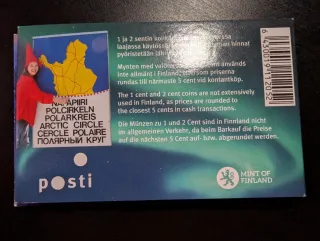 NAPAPIIRI
POLCIRKELN
POLARKREIS
ARCTIC CIRCLE
CERCLE POLAIRE
ПОЛЯРНЫЙ КРУГ
posti
1 ja 2 sentin
laajassa hinnat
pyöristetään
Mynten med används
inte allmänt i Finland, priserna
rundas till närmaste 5 cent vid kontantköp.
The 1 cent and 2 cent coins are not extensively
used in Finland, as prices are rounded to
the closest 5 cents in cash transactions.
Die Münzen zu 1 und 2 Cent sind in Finnland nicht
im allgemeinen Verkehr, da beim Barkauf die Preise
auf die nächsten 5 Cent auf- bzw. abgerundet werden.
MINT OF
FINLAND